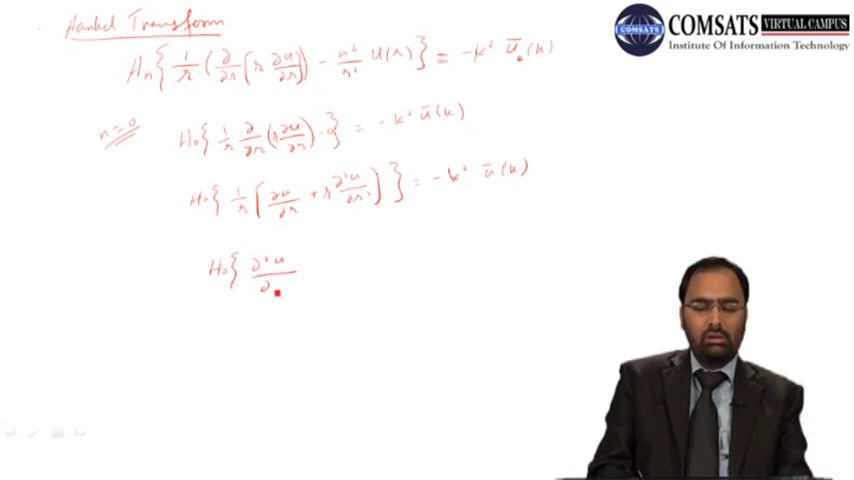 Hankel Transform
COMSATS VIRTUAL CAMPUS
Institute Of Information Technology
COMSATS
Hₙ{ 1/r ( ∂/∂r (r ∂u/∂r) ) − n²/r² u(r) } = −k² ū (k)
n=0
H₀{ 1/r ∂/∂r (r ∂u/∂r) − 0 } = −k² ū(k)
H₀{ 1/r ( ∂u/∂r + r ∂²u/∂r² ) } = −k² ū(k)
H₀{ ∂²u/∂